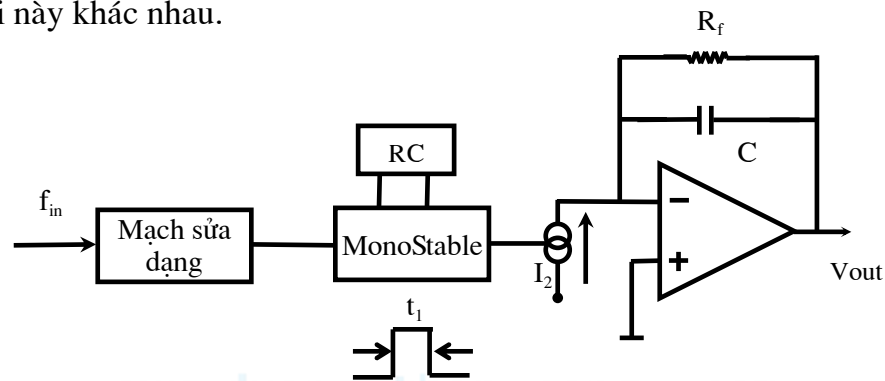 i này khác nhau.
R_f
RC
C
f_in
Mạch sửa
dạng
MonoStable
I_2
Vout
t_1